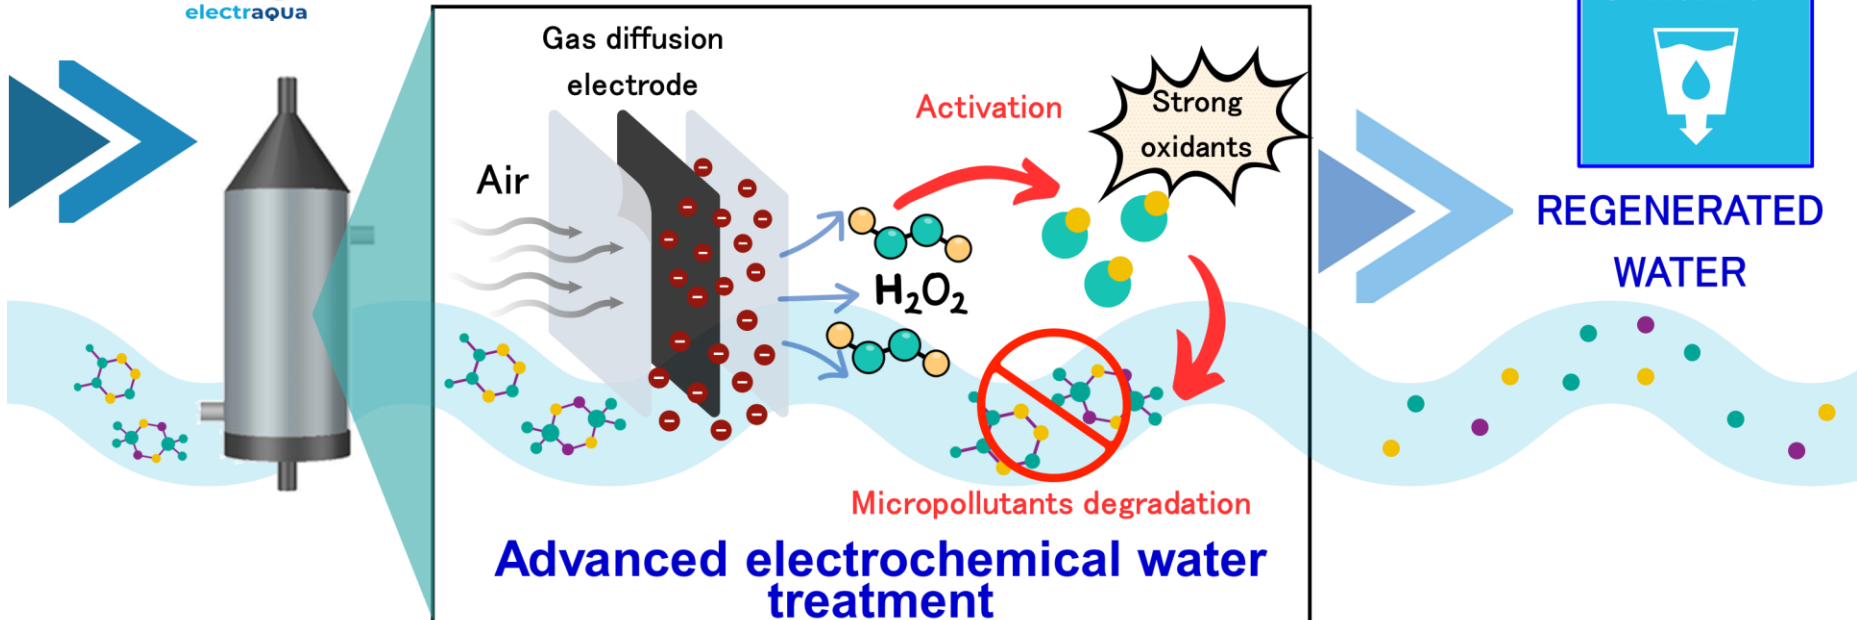 electraqua
Gas diffusion
electrode
Air
Activation
Strong
oxidants
H₂O₂
Micropollutants degradation
Advanced electrochemical water
treatment
REGENERATED
WATER